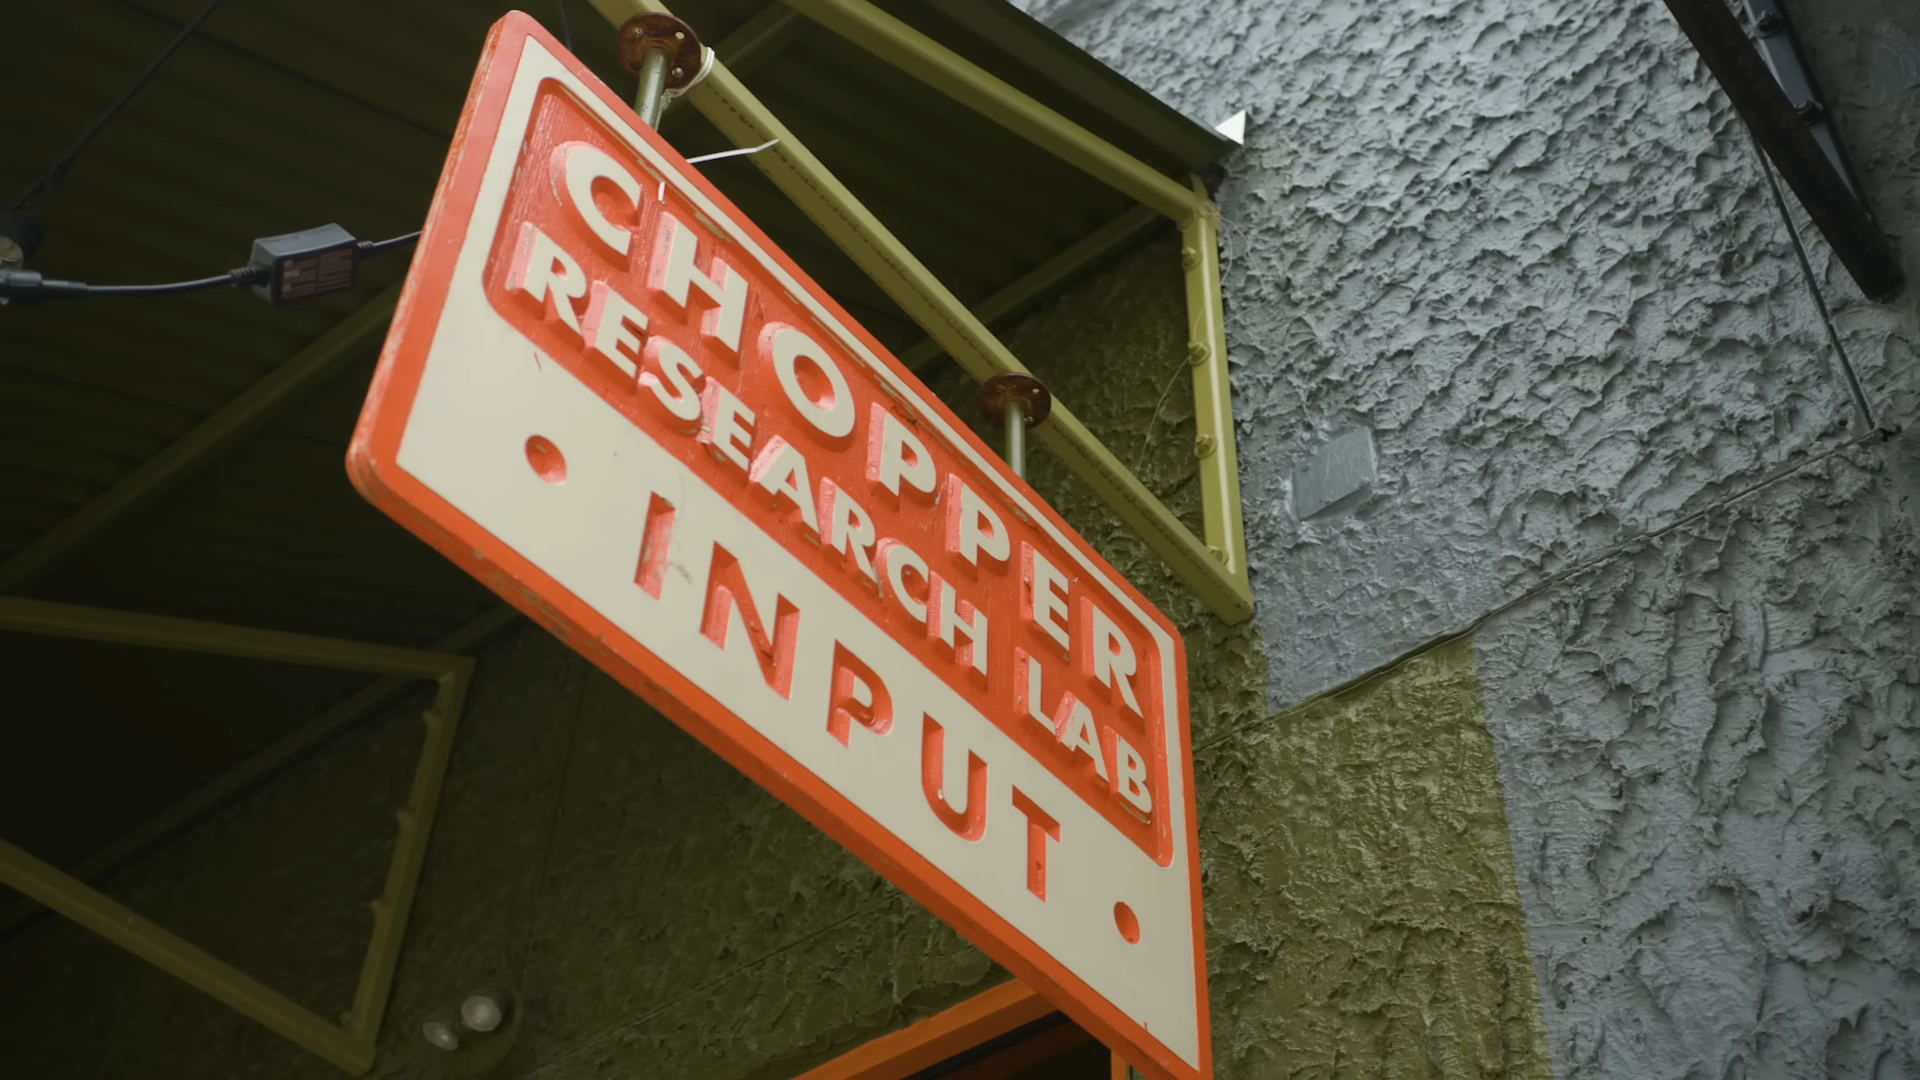 CHOPPER
RESEARCH LAB
• INPUT •